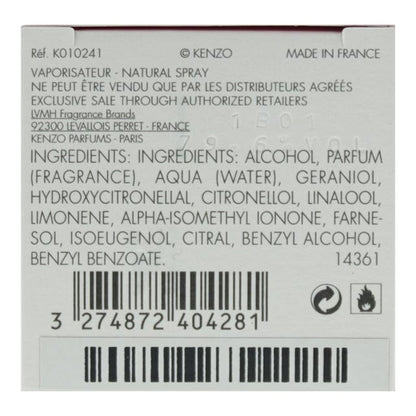 Réf. K010241 © KENZO MADE IN FRANCE
VAPORISATEUR - NATURAL SPRAY
NE PEUT ÊTRE VENDU QUE PAR LES DISTRIBUTEURS AGRÉÉS
EXCLUSIVE SALE THROUGH AUTHORIZED RETAILERS
LVMH Fragrance Brands
92300 LEVALLOIS PERRET - FRANCE
KENZO PARFUMS - PARIS
1B01
INGREDIENTS: INGREDIENTS: ALCOHOL, PARFUM
(FRAGRANCE), AQUA (WATER), GERANIOL,
HYDROXYCITRONELLAL, CITRONELLOL, LINALOOL,
LIMONENE, ALPHA-ISOMETHYL IONONE, FARNE-
SOL, ISOEUGENOL, CITRAL, BENZYL ALCOHOL,
BENZYL BENZOATE. 14361
3 274872 404281